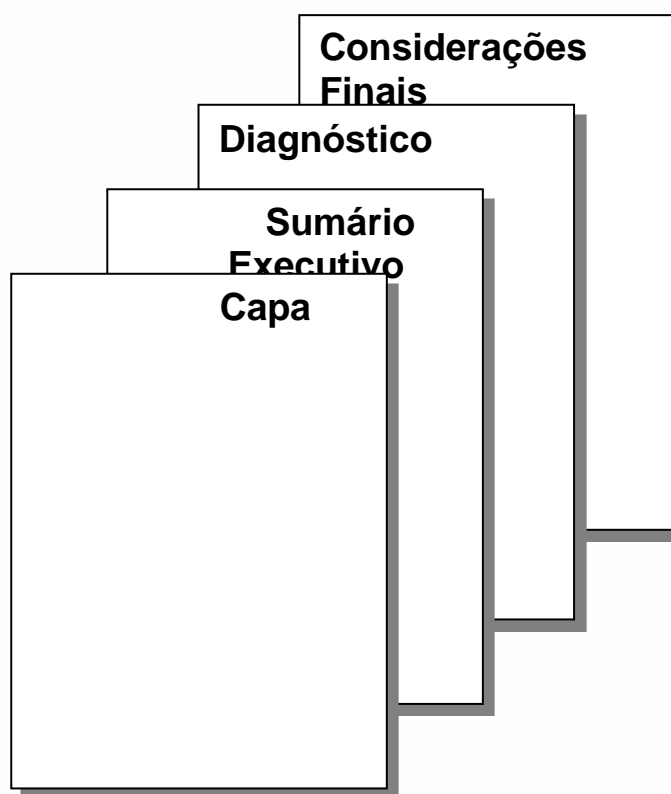 Considerações
Finais
Diagnóstico
Sumário
Executivo
Capa